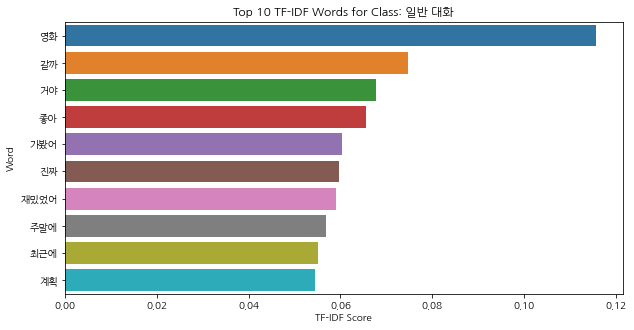 Top 10 TF-IDF Words for Class: 일반 대화
Word
영화
갈까
거야
좋아
가봤어
진짜
재밌었어
주말에
최근에
계획
0.00 0.02 0.04 0.06 0.08 0.10 0.12
TF-IDF Score